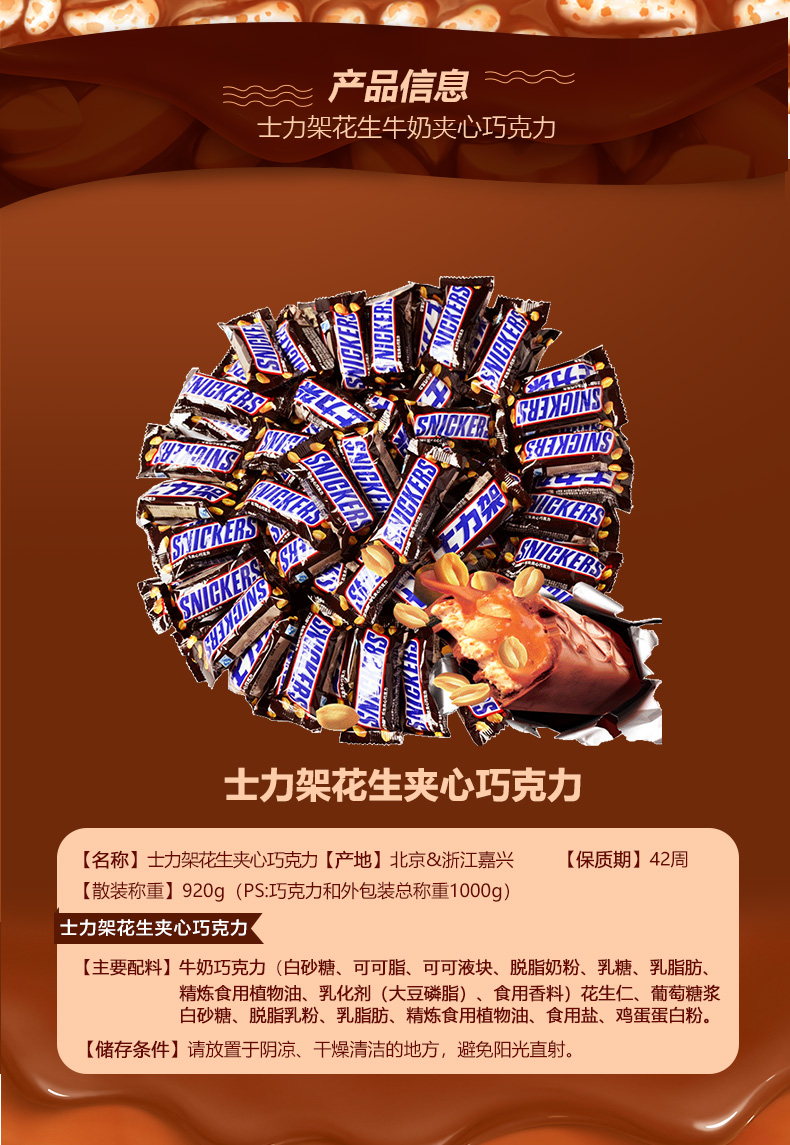 产品信息
士力架花生牛奶夹心巧克力
SNICKERS
士力架
士力架花生夹心巧克力
【名称】士力架花生夹心巧克力【产地】北京&浙江嘉兴 【保质期】42周
【散装称重】920g（PS:巧克力和外包装总称重1000g）
士力架花生夹心巧克力
【主要配料】牛奶巧克力（白砂糖、可可脂、可可液块、脱脂奶粉、乳糖、乳脂肪、
精炼食用植物油、乳化剂（大豆磷脂）、食用香料）花生仁、葡萄糖浆
白砂糖、脱脂乳粉、乳脂肪、精炼食用植物油、食用盐、鸡蛋蛋白粉。
【储存条件】请放置于阴凉、干燥清洁的地方，避免阳光直射。